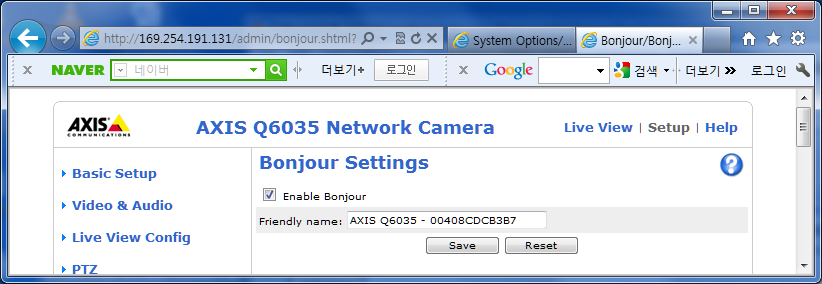 http://169.254.191.131/admin/bonjour.shtml?
System Options/...
Bonjour/Bonj...
x NAVER 네이버 더보기+ 로그인
x Google 검색 더보기 » 로그인
AXIS COMMUNICATIONS
AXIS Q6035 Network Camera
Live View | Setup | Help
Basic Setup
Video & Audio
Live View Config
PTZ
Bonjour Settings
?
Enable Bonjour
Friendly name: AXIS Q6035 - 00408CDCB3B7
Save Reset